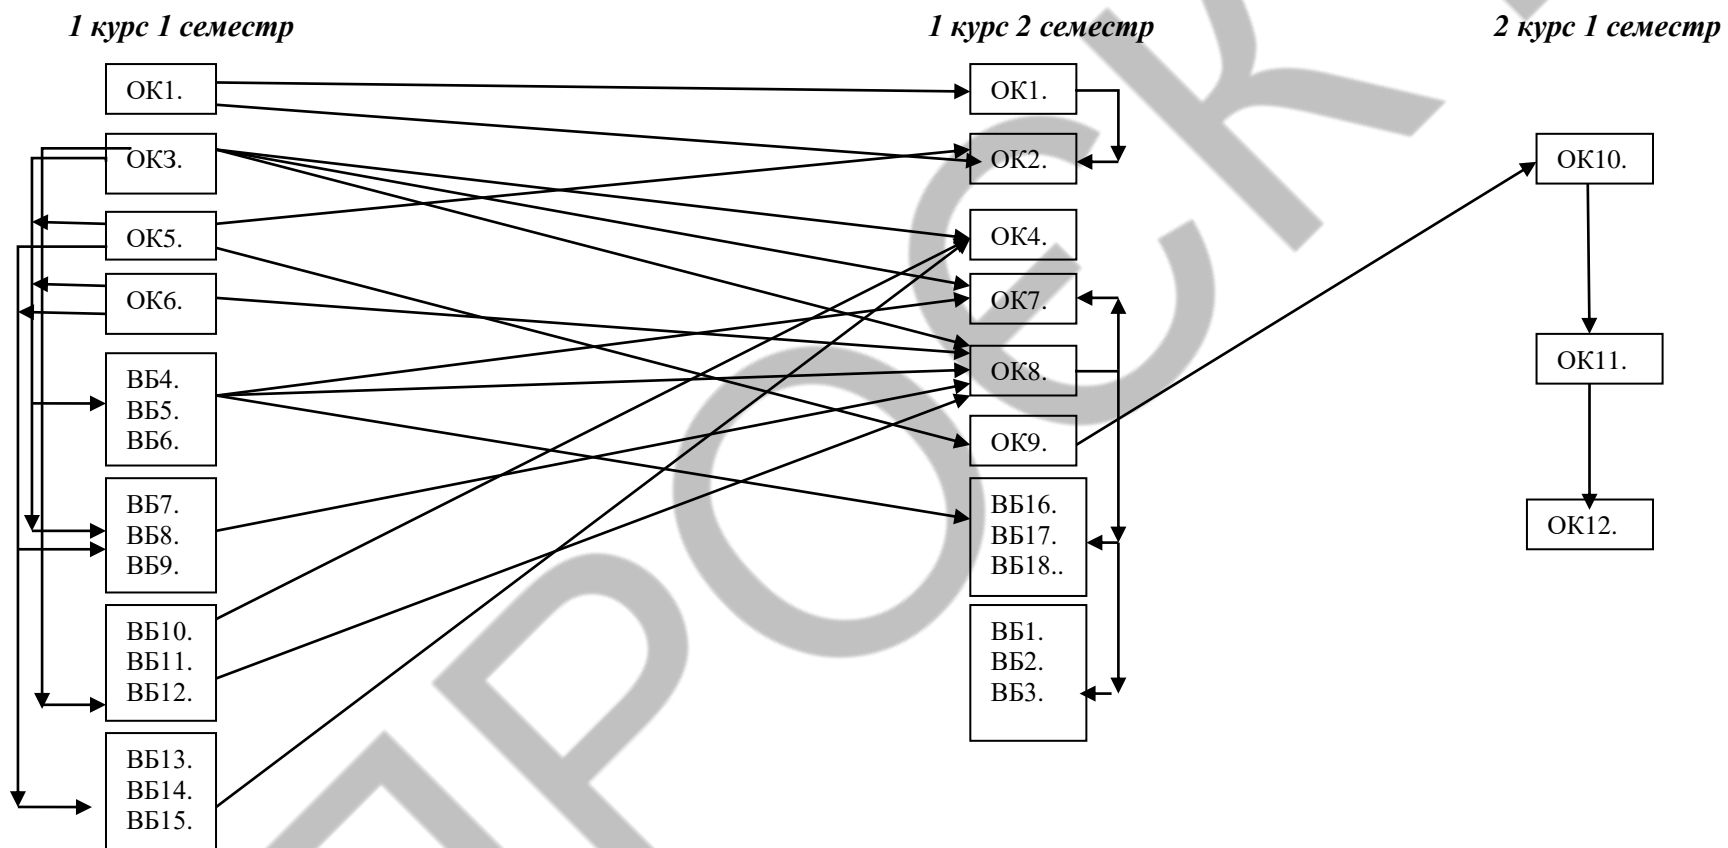 1 курс 1 семестр
1 курс 2 семестр
2 курс 1 семестр
ОК1.
ОК3.
ОК5.
ОК6.
ВБ4.
ВБ5.
ВБ6.
ВБ7.
ВБ8.
ВБ9.
ВБ10.
ВБ11.
ВБ12.
ВБ13.
ВБ14.
ВБ15.
ОК1.
ОК2.
ОК4.
ОК7.
ОК8.
ОК9.
ВБ16.
ВБ17.
ВБ18..
ВБ1.
ВБ2.
ВБ3.
ОК10.
ОК11.
ОК12.
ПРОЄК